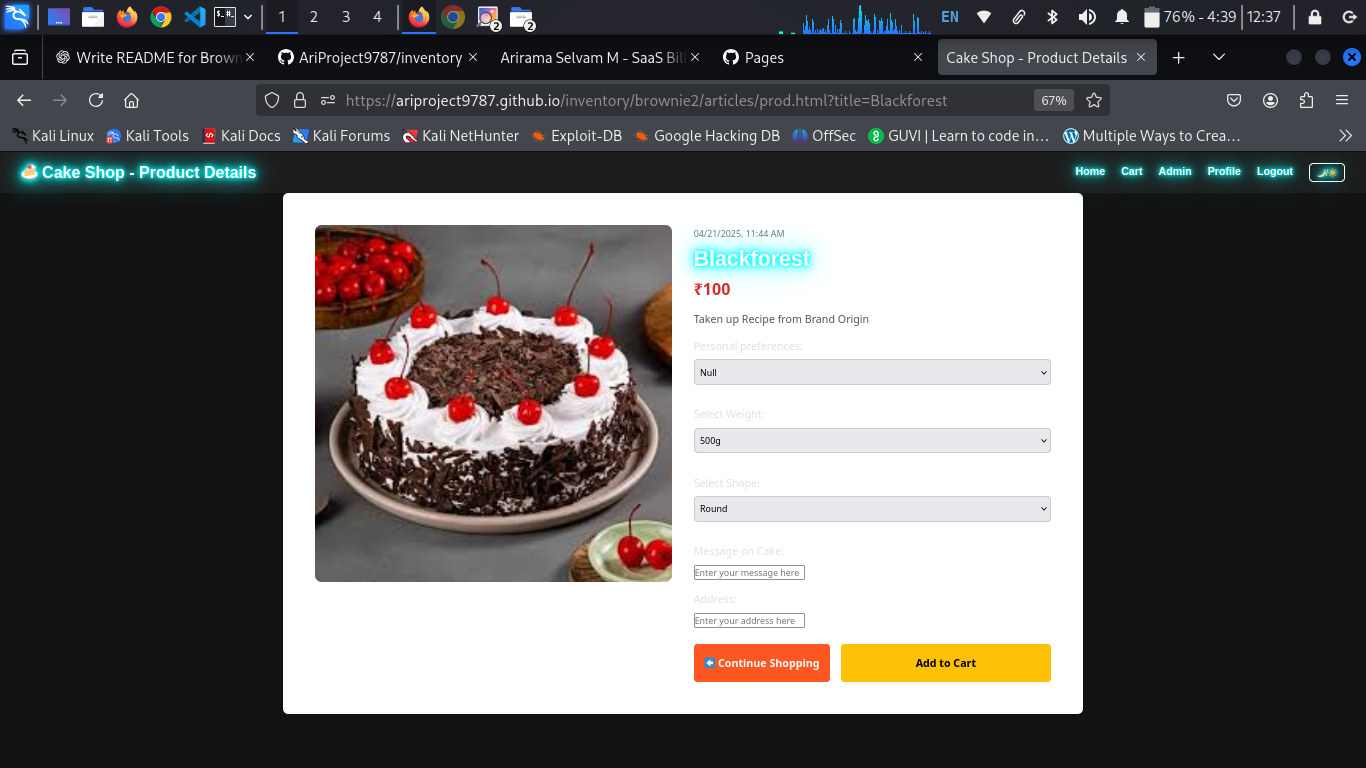 1 2 3 4 2 2 EN 76% - 4:39 12:37
Write README for Brown AriProject9787/inventory Arirama Selvam M - SaaS Bil Pages Cake Shop - Product Details
https://ariproject9787.github.io/inventory/brownie2/articles/prod.html?title=Blackforest 67%
Kali Linux Kali Tools Kali Docs Kali Forums Kali NetHunter Exploit-DB Google Hacking DB OffSec GUVI | Learn to code in… Multiple Ways to Crea…
Cake Shop - Product Details Home Cart Admin Profile Logout
04/21/2025, 11:44 AM
Blackforest
₹100
Taken up Recipe from Brand Origin
Personal preferences:
Null
Select Weight:
500g
Select Shape:
Round
Message on Cake:
Enter your message here
Address:
Enter your address here
Continue Shopping Add to Cart